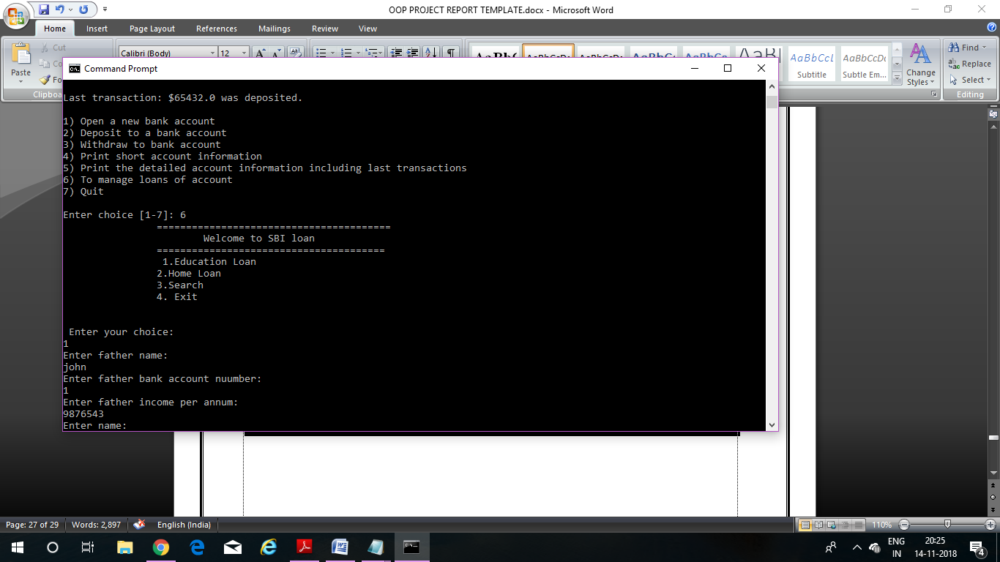 OOP PROJECT REPORT TEMPLATE.docx - Microsoft Word
Home Insert Page Layout References Mailings Review View
Cut
Calibri (Body) 12
Paste
Subtitle
Subtle Em...
Change
Styles
Find
Replace
Select
Editing
Command Prompt
Last transaction: $65432.0 was deposited.
1) Open a new bank account
2) Deposit to a bank account
3) Withdraw to bank account
4) Print short account information
5) Print the detailed account information including last transactions
6) To manage loans of account
7) Quit
Enter choice [1-7]: 6
========================================
Welcome to SBI loan
=======================================
1.Education Loan
2.Home Loan
3.Search
4. Exit
Enter your choice:
1
Enter father name:
john
Enter father bank account nuumber:
1
Enter father income per annum:
9876543
Enter name:
Page: 27 of 29 Words: 2,897 English (India) 110%
ENG 20:25
IN 14-11-2018
4